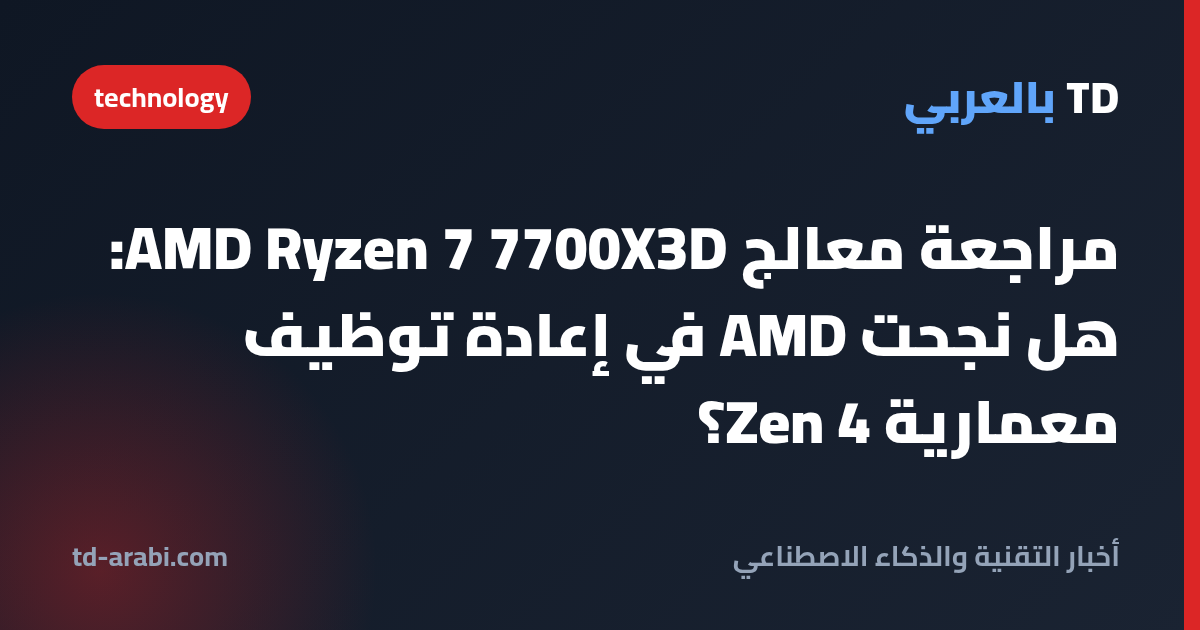 TD بالعربي
technology
مراجعة معالج AMD Ryzen 7 7700X3D:
هل نجحت AMD في إعادة توظيف
معمارية Zen 4؟
أخبار التقنية والذكاء الاصطناعي
td-arabi.com